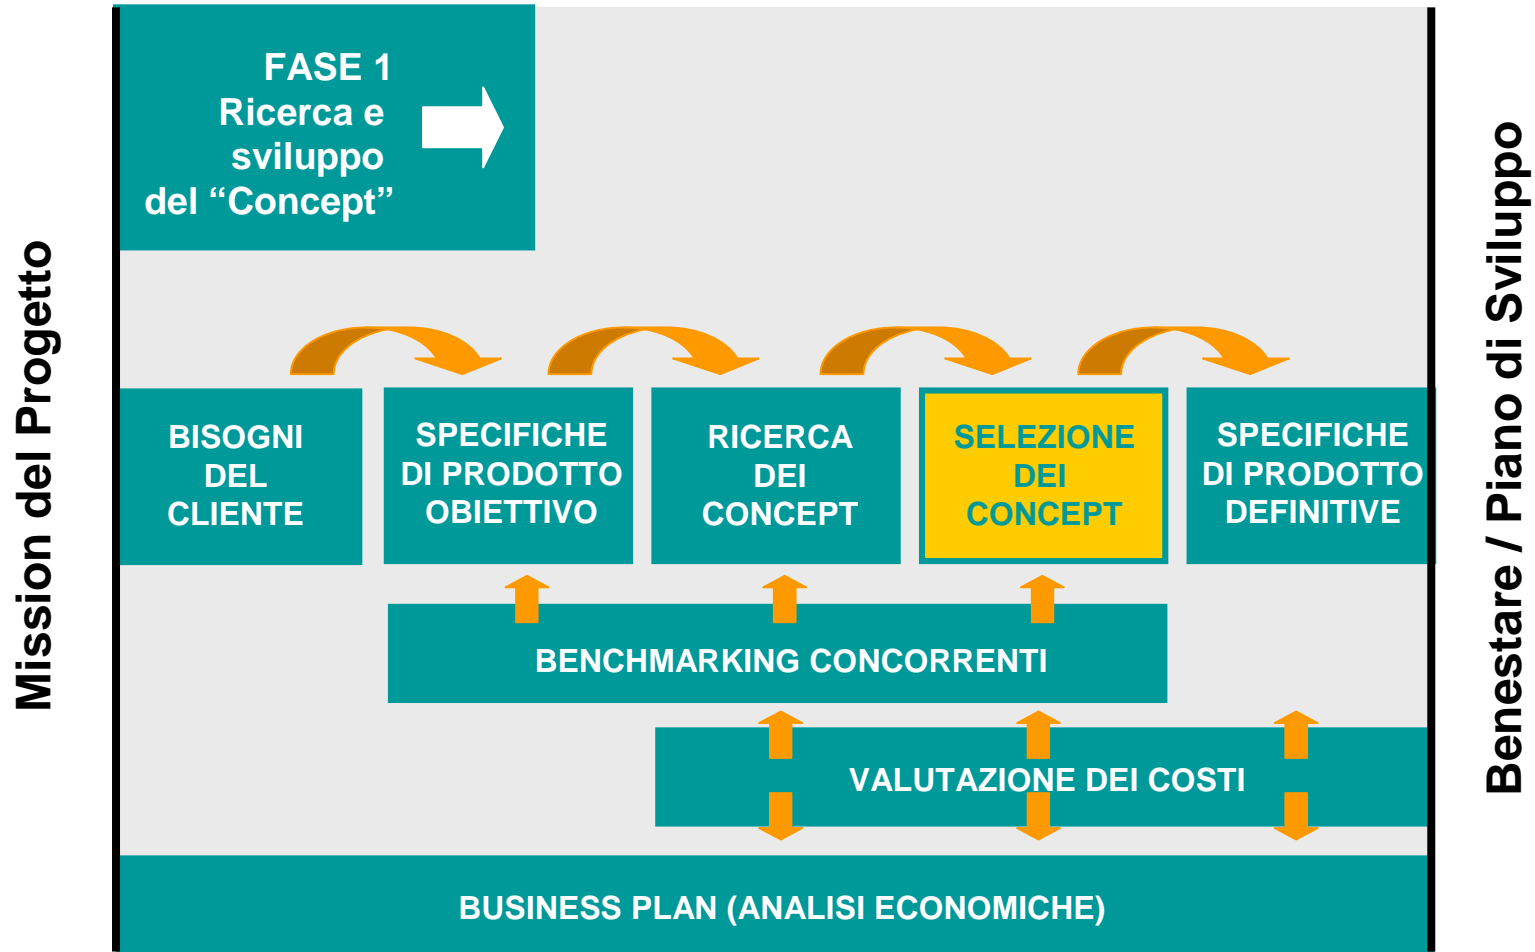 FASE 1
Ricerca e
sviluppo
del “Concept”
Mission del Progetto
BISOGNI
DEL
CLIENTE
SPECIFICHE
DI PRODOTTO
OBIETTIVO
RICERCA
DEI
CONCEPT
SELEZIONE
DEI
CONCEPT
SPECIFICHE
DI PRODOTTO
DEFINITIVE
BENCHMARKING CONCORRENTI
VALUTAZIONE DEI COSTI
BUSINESS PLAN (ANALISI ECONOMICHE)
Benestare / Piano di Sviluppo